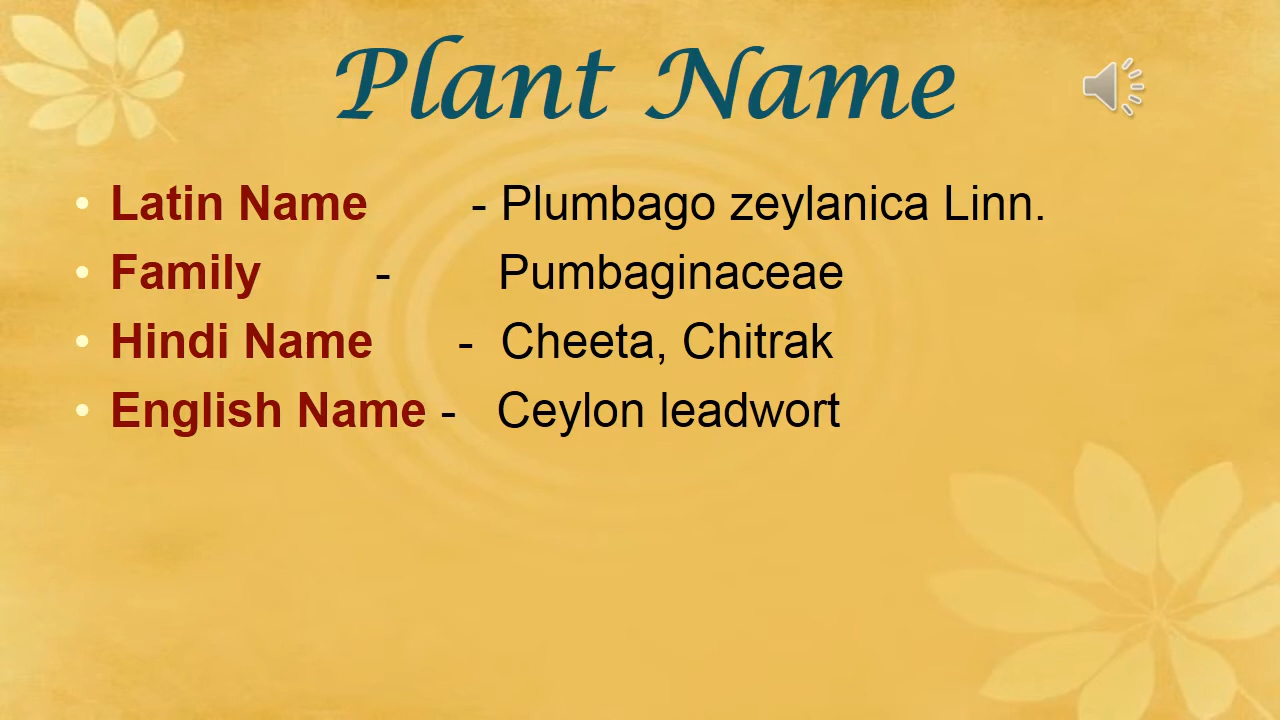 Plant Name
• Latin Name - Plumbago zeylanica Linn.
• Family - Pumbaginaceae
• Hindi Name - Cheeta, Chitrak
• English Name - Ceylon leadwort